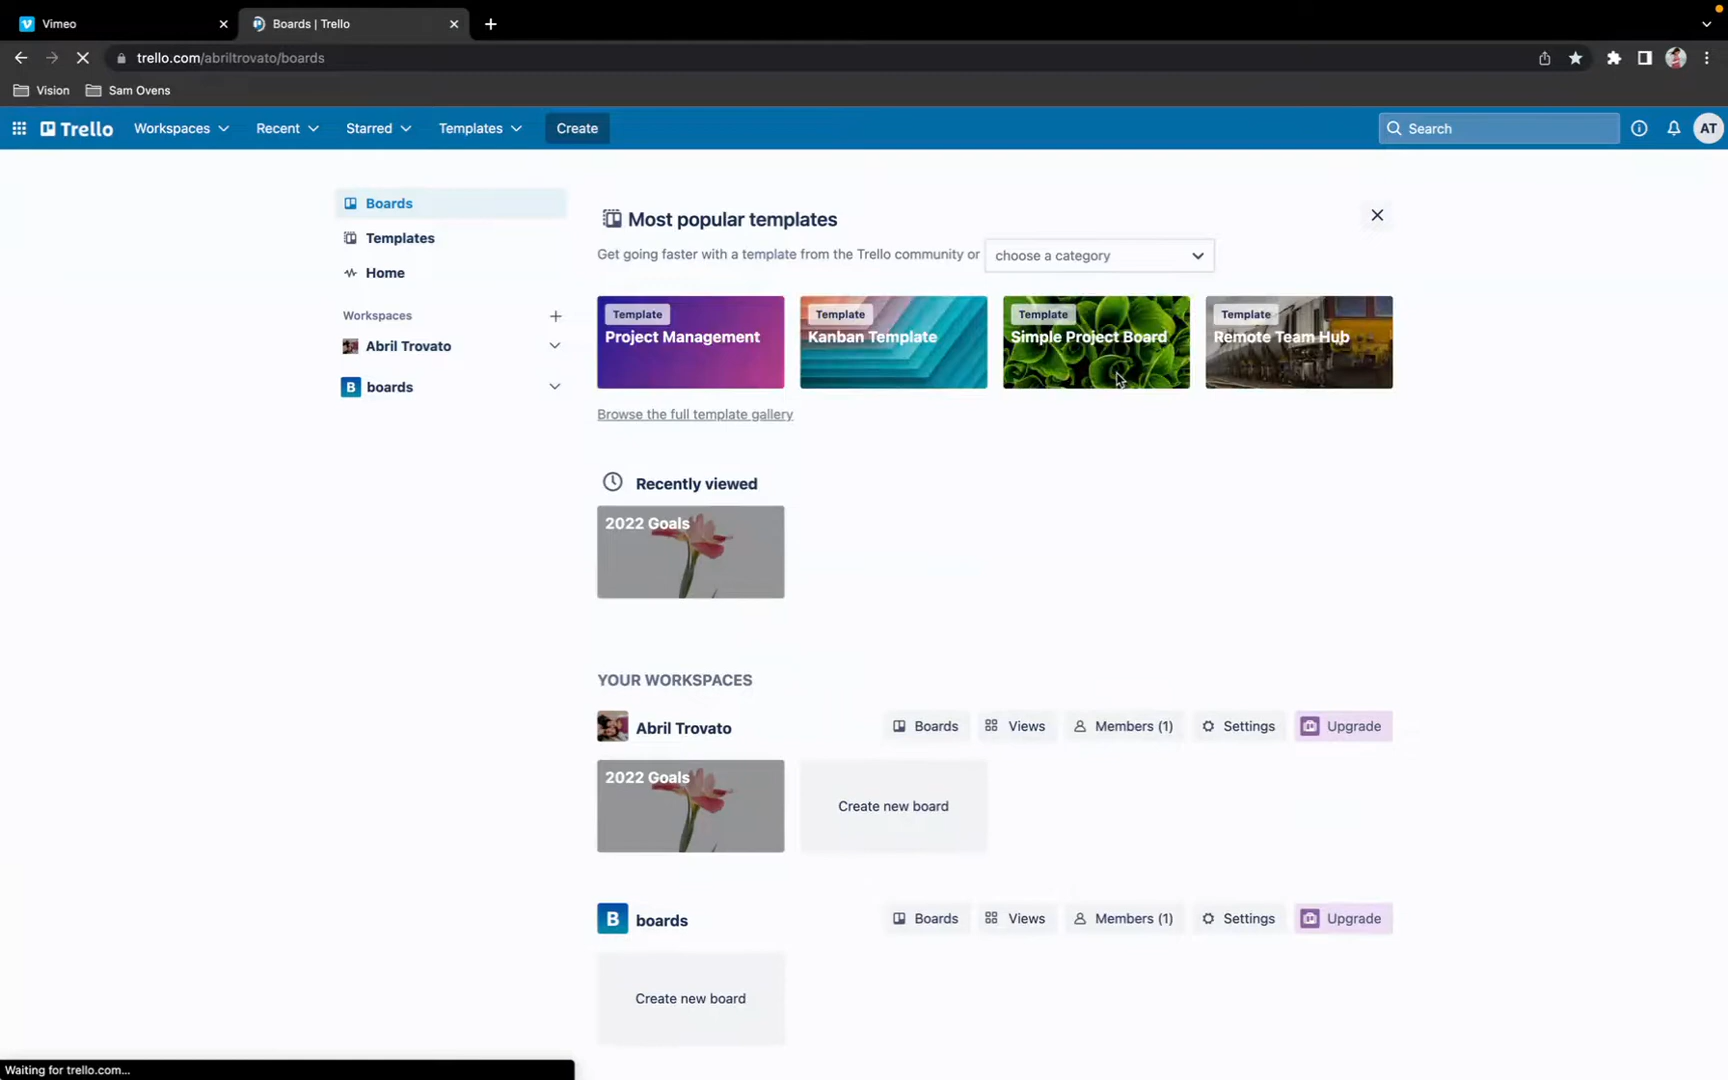 Vimeo
Boards | Trello
trello.com/abriltrovato/boards
Vision
Sam Ovens
Trello
Workspaces
Recent
Starred
Templates
Create
Search
AT
Boards
Templates
Home
Workspaces
Abril Trovato
B boards
Most popular templates
Get going faster with a template from the Trello community or
choose a category
Template
Project Management
Template
Kanban Template
Template
Simple Project Board
Template
Remote Team Hub
Browse the full template gallery
Recently viewed
2022 Goals
YOUR WORKSPACES
Abril Trovato
Boards
Views
Members (1)
Settings
Upgrade
2022 Goals
Create new board
B boards
Boards
Views
Members (1)
Settings
Upgrade
Create new board
Waiting for trello.com...